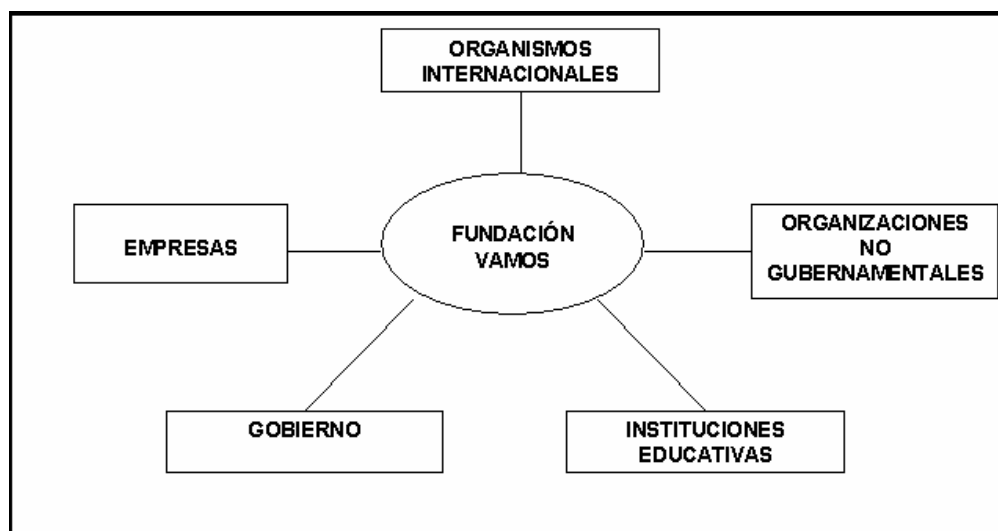 ORGANISMOS
INTERNACIONALES
EMPRESAS
FUNDACIÓN
VAMOS
ORGANIZACIONES
NO
GUBERNAMENTALES
GOBIERNO
INSTITUCIONES
EDUCATIVAS